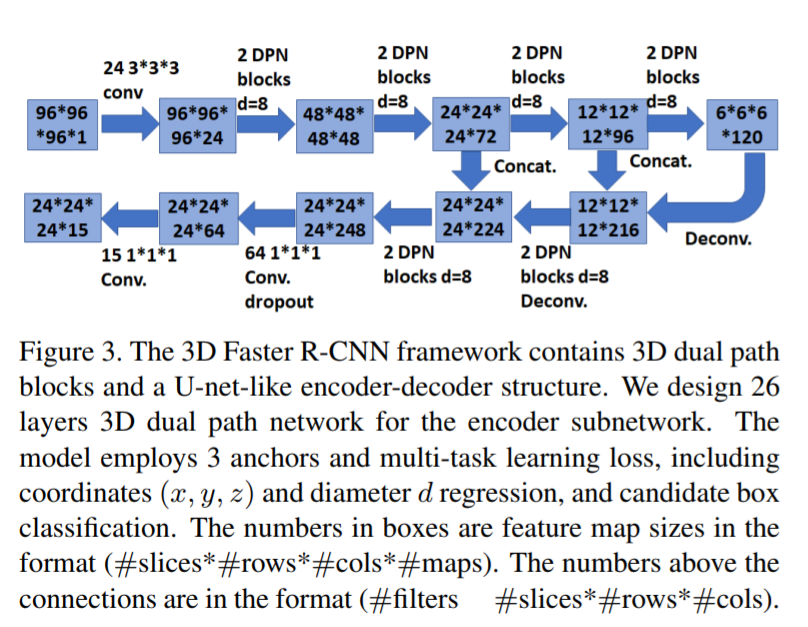 24 3*3*3
conv
2 DPN
blocks
d=8
2 DPN
blocks
d=8
2 DPN
blocks
d=8
2 DPN
blocks
d=8
96*96
*96*1
96*96*
96*24
48*48*
48*48
24*24*
24*72
12*12*
12*96
6*6*6
*120
Concat.
Concat.
24*24*
24*15
24*24*
24*64
24*24*
24*248
24*24*
24*224
12*12*
12*216
Deconv.
15 1*1*1
Conv.
64 1*1*1
Conv.
dropout
2 DPN
blocks d=8
2 DPN
blocks d=8
Deconv.
Figure 3. The 3D Faster R-CNN framework contains 3D dual path
blocks and a U-net-like encoder-decoder structure. We design 26
layers 3D dual path network for the encoder subnetwork. The
model employs 3 anchors and multi-task learning loss, including
coordinates (x, y, z) and diameter d regression, and candidate box
classification. The numbers in boxes are feature map sizes in the
format (#slices*#rows*#cols*#maps). The numbers above the
connections are in the format (#filters #slices*#rows*#cols).